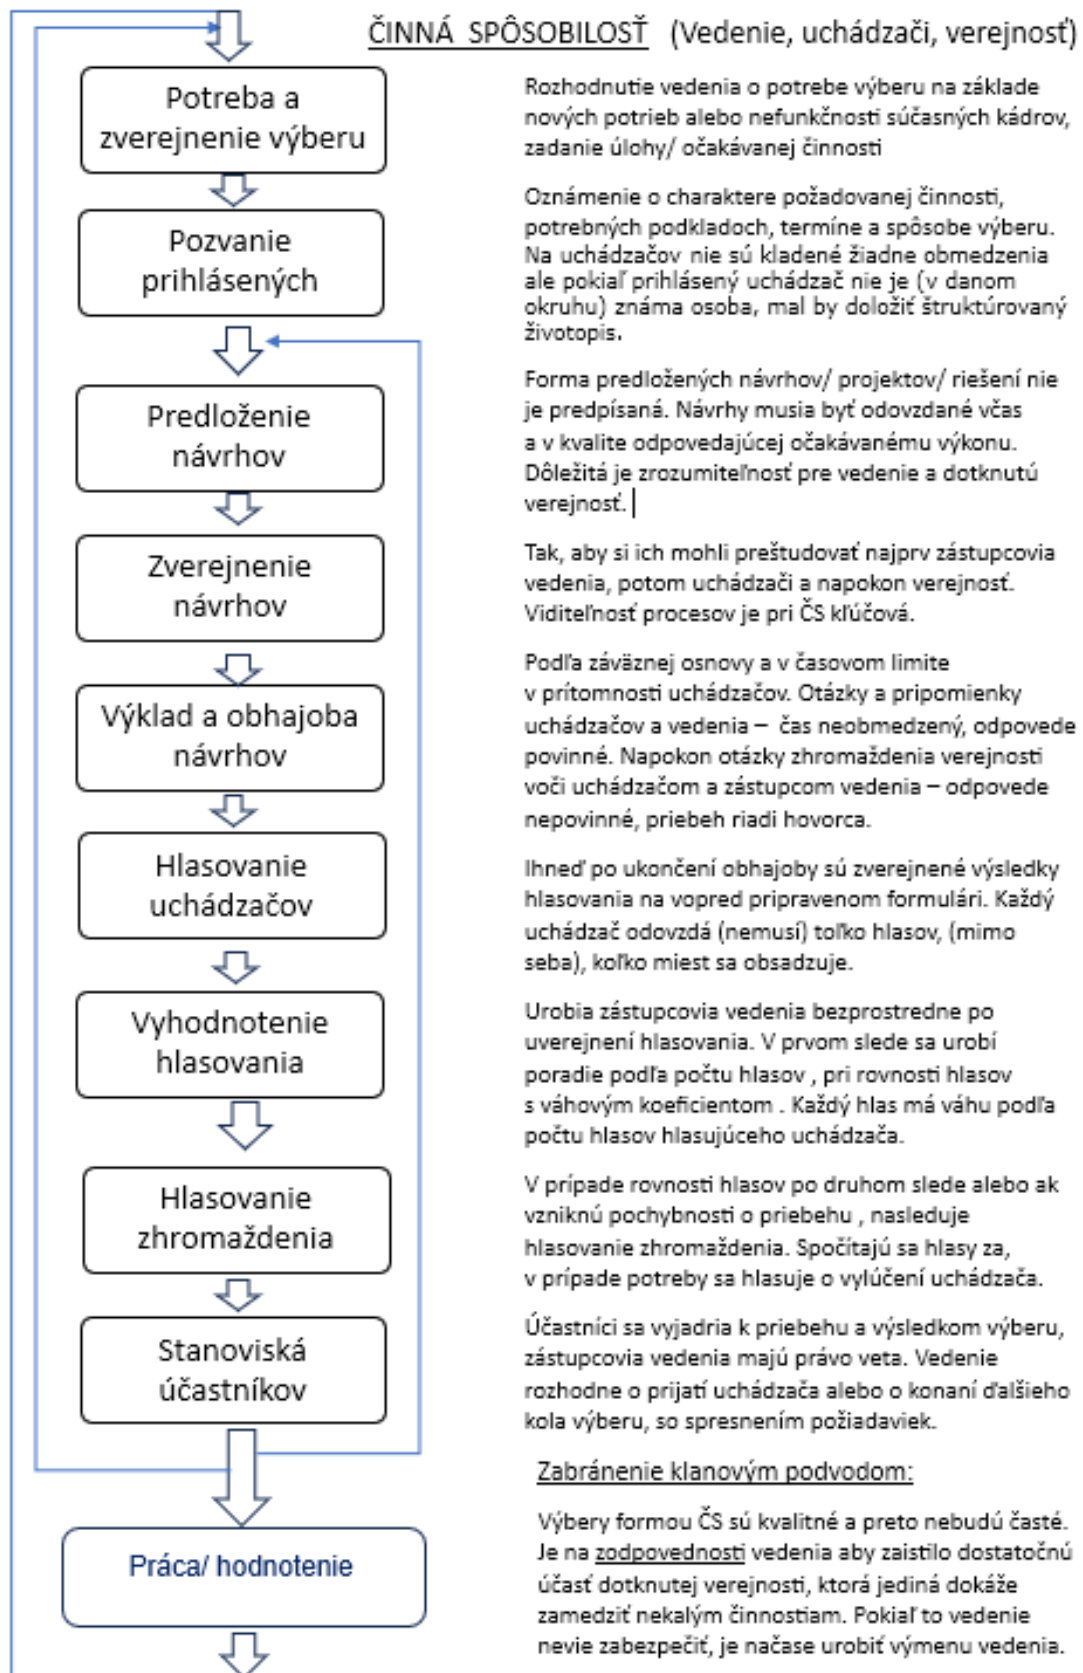 ČINNÁ SPÔSOBILOSŤ (Vedenie, uchádzači, verejnosť)
Potreba a
zverejnenie výberu
Rozhodnutie vedenia o potrebe výberu na základe
nových potrieb alebo nefunkčnosti súčasných kádrov,
zadanie úlohy/ očakávanej činnosti
Pozvanie
prihlásených
Oznámenie o charaktere požadovanej činnosti,
potrebných podkladoch, termíne a spôsobe výberu.
Na uchádzačov nie sú kladené žiadne obmedzenia
ale pokiaľ prihlásený uchádzač nie je (v danom
okruhu) známa osoba, mal by doložiť štruktúrovaný
životopis.
Predloženie
návrhov
Forma predložených návrhov/ projektov/ riešení nie
je predpísaná. Návrhy musia byť odovzdané včas
a v kvalite odpovedajúcej očakávanému výkonu.
Dôležitá je zrozumiteľnosť pre vedenie a dotknutú
verejnosť.
Zverejnenie
návrhov
Tak, aby si ich mohli preštudovať najprv zástupcovia
vedenia, potom uchádzači a napokon verejnosť.
Viditeľnosť procesov je pri ČS kľúčová.
Výklad a obhajoba
návrhov
Podľa záväznej osnovy a v časovom limite
v prítomnosti uchádzačov. Otázky a pripomienky
uchádzačov a vedenia – čas neobmedzený, odpovede
povinné. Napokon otázky zhromaždenia verejnosti
voči uchádzačom a zástupcom vedenia – odpovede
nepovinné, priebeh riadi hovorca.
Hlasovanie
uchádzačov
Ihneď po ukončení obhajoby sú zverejnené výsledky
hlasovania na vopred pripravenom formulári. Každý
uchádzač odovzdá (nemusí) toľko hlasov, (mimo
seba), koľko miest sa obsadzuje.
Vyhodnotenie
hlasovania
Urobia zástupcovia vedenia bezprostredne po
uverejnení hlasovania. V prvom slede sa urobí
poradie podľa počtu hlasov , pri rovnosti hlasov
s váhovým koeficientom . Každý hlas má váhu podľa
počtu hlasov hlasujúceho uchádzača.
Hlasovanie
zhromaždenia
V prípade rovnosti hlasov po druhom slede alebo ak
vzniknú pochybnosti o priebehu , nasleduje
hlasovanie zhromaždenia. Spočítajú sa hlasy za,
v prípade potreby sa hlasuje o vylúčení uchádzača.
Stanoviská
účastníkov
Účastníci sa vyjadria k priebehu a výsledkom výberu,
zástupcovia vedenia majú právo veta. Vedenie
rozhodne o prijatí uchádzača alebo o konaní ďalšieho
kola výberu, so spresnením požiadaviek.
Zabránenie klanovým podvodom:
Práca/ hodnotenie
Výbery formou ČS sú kvalitné a preto nebudú časté.
Je na zodpovednosti vedenia aby zaistilo dostatočnú
účasť dotknutej verejnosti, ktorá jediná dokáže
zamedziť nekalým činnostiam. Pokiaľ to vedenie
nevie zabezpečiť, je načase urobiť výmenu vedenia.